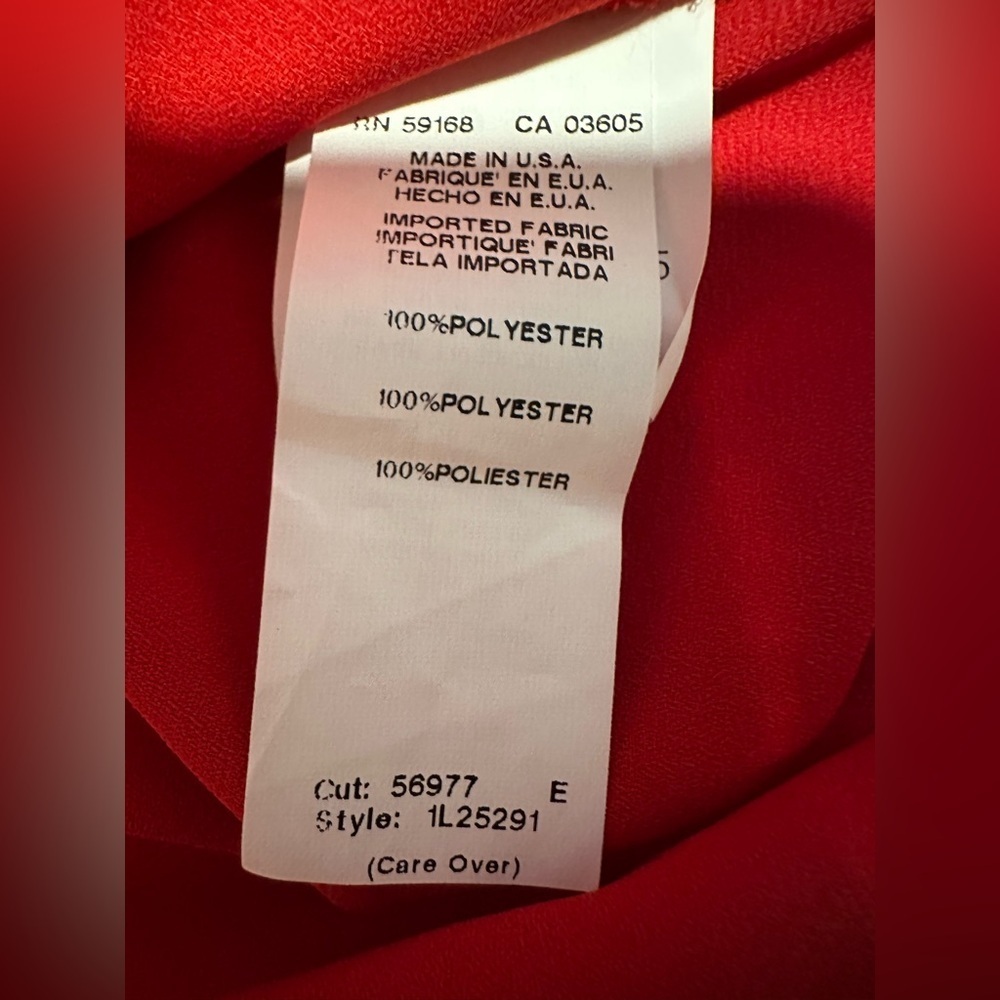 RN 59168 CA 03605
MADE IN U.S.A.
FABRIQUE' EN E.U.A.
HECHO EN E.U.A.
IMPORTED FABRIC
IMPORTIQUE' FABRI
TELA IMPORTADA
5
100%POLYESTER
100%POLYESTER
100%POLIESTER
Cut: 56977 E
Style: 1L25291
(Care Over)